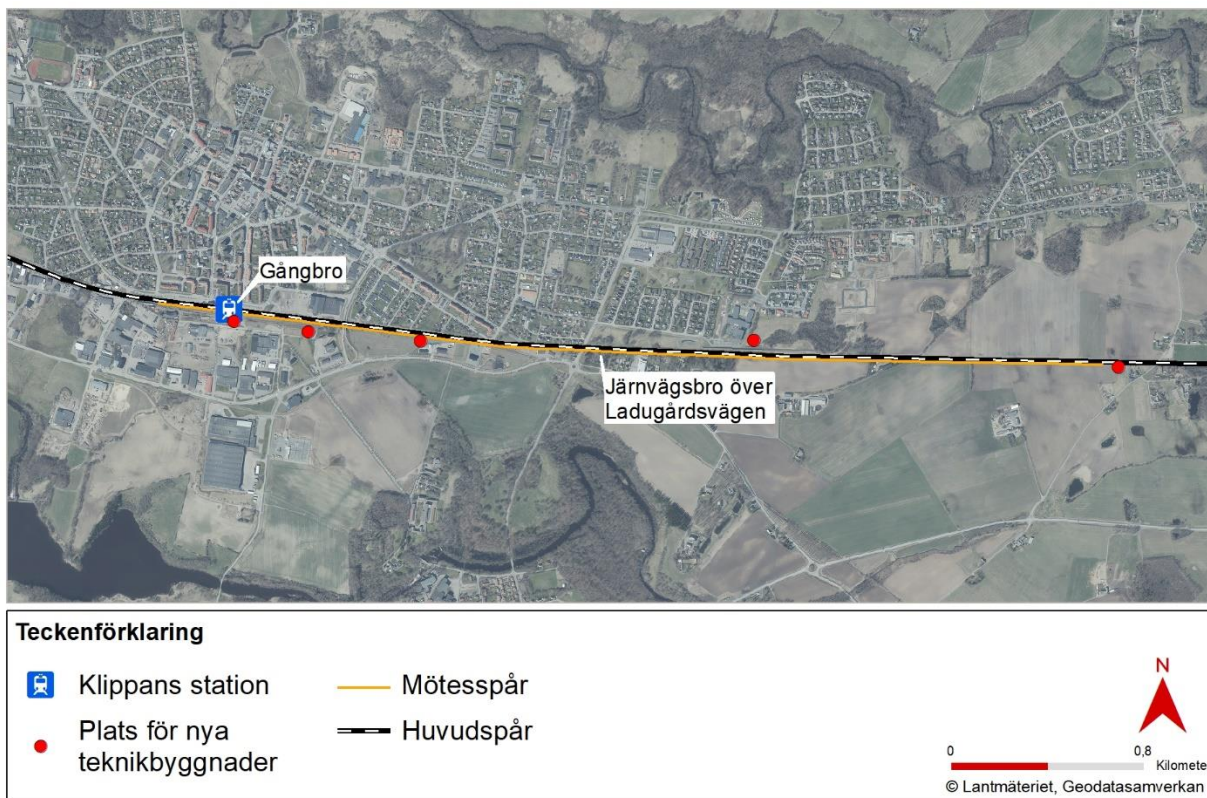 Gångbro
Järnvägsbro över
Ladugårdsvägen
Teckenförklaring
Klippans station
Plats för nya
teknikbyggnader
Mötesspår
Huvudspår
N
0
0,8
Kilomete
© Lantmäteriet, Geodatasamverkan